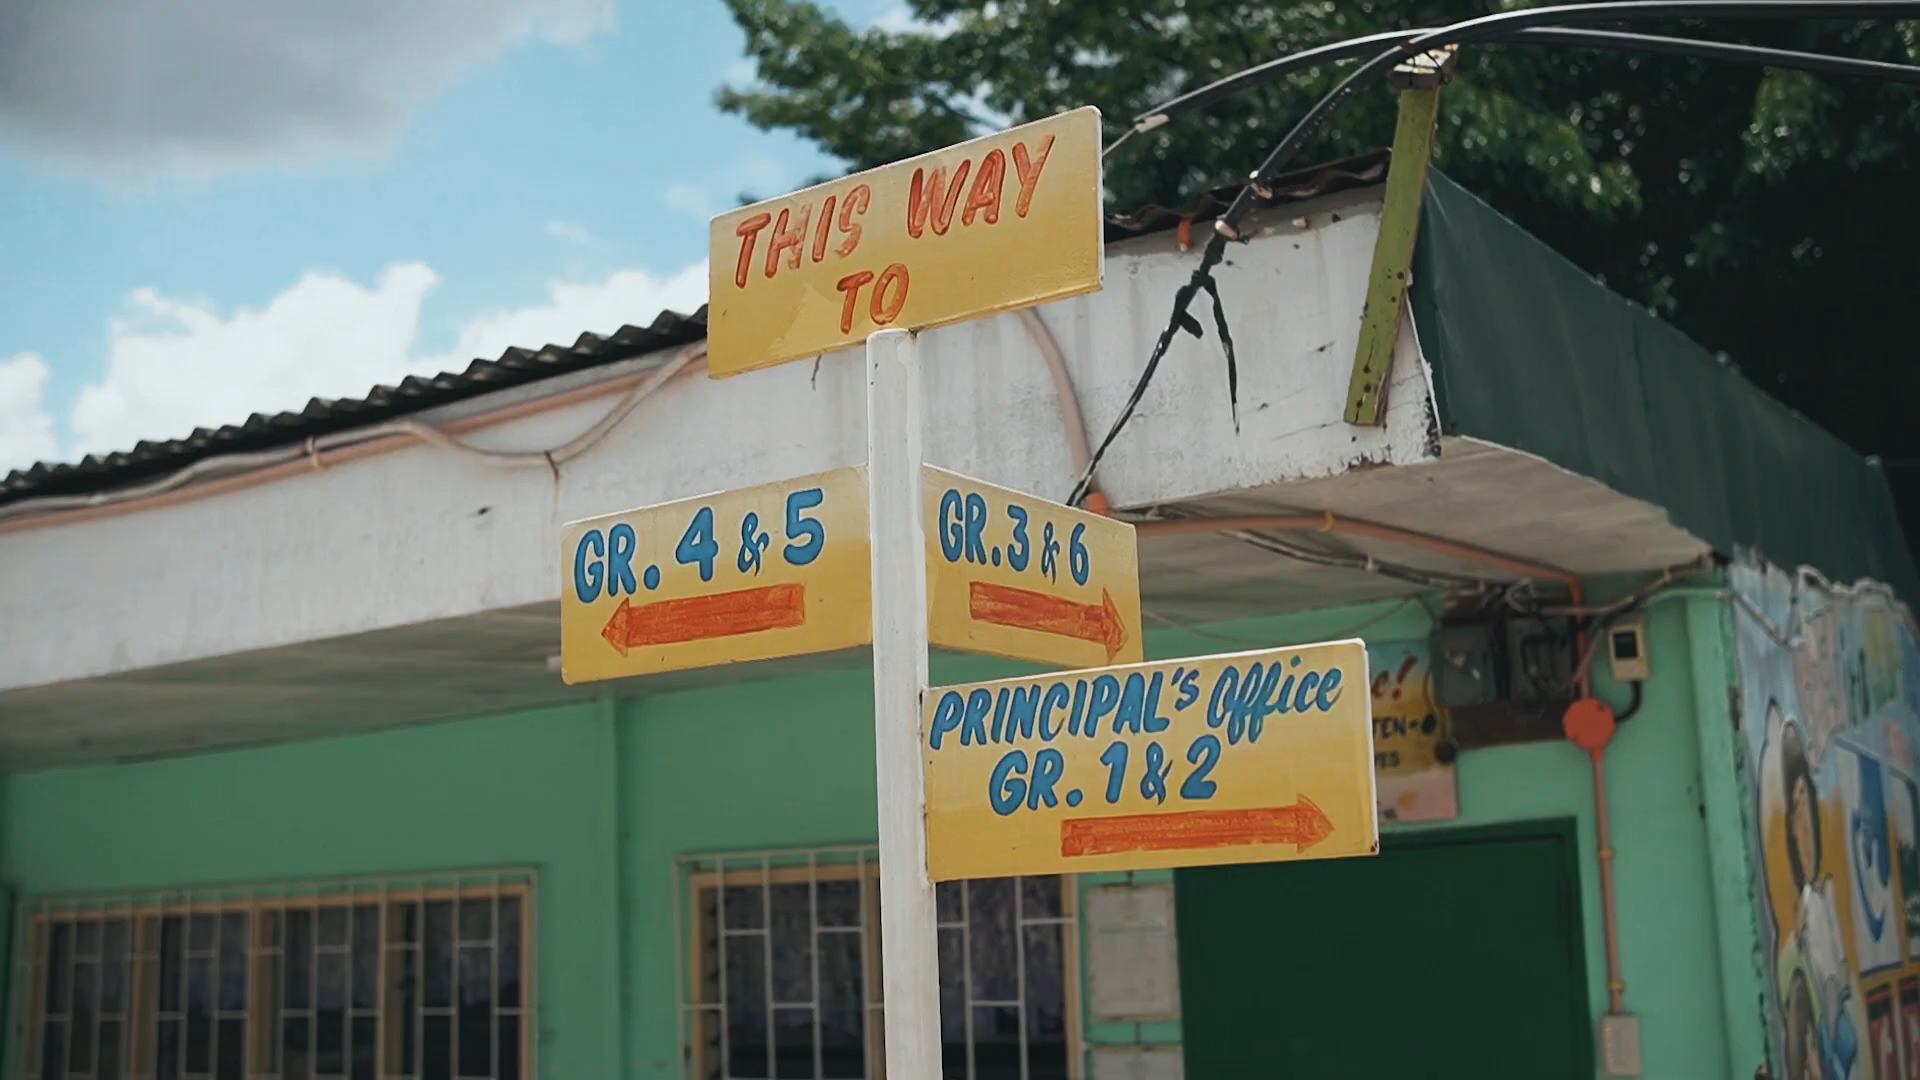 THIS WAY
TO
GR. 4 & 5
GR. 3 & 6
PRINCIPAL'S Office
GR. 1 & 2